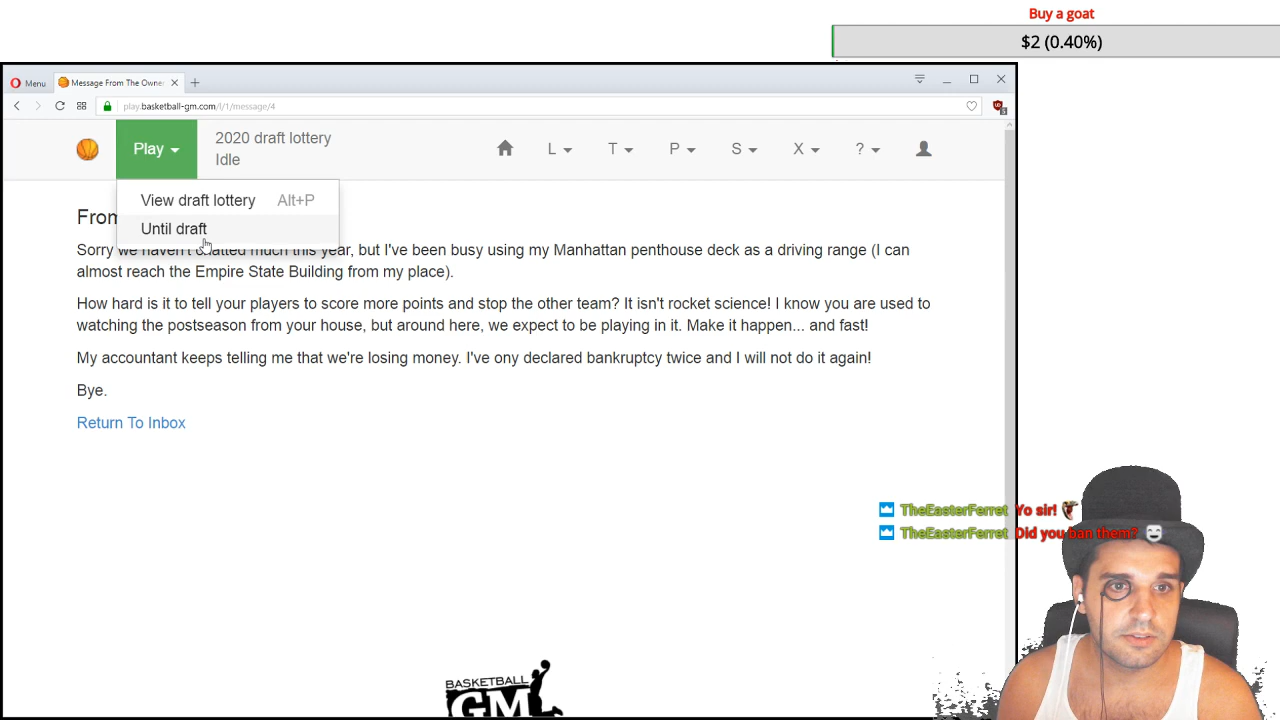 Buy a goat
$2 (0.40%)
Menu
Message From The Owne
play.basketball-gm.com/l/1/message/4
Play
2020 draft lottery
Idle
L
T
P
S
X
?
View draft lottery Alt+P
Until draft
From
Sorry we haven't chatted much this year, but I've been busy using my Manhattan penthouse deck as a driving range (I can
almost reach the Empire State Building from my place).
How hard is it to tell your players to score more points and stop the other team? It isn't rocket science! I know you are used to
watching the postseason from your house, but around here, we expect to be playing in it. Make it happen... and fast!
My accountant keeps telling me that we're losing money. I've ony declared bankruptcy twice and I will not do it again!
Bye.
Return To Inbox
TheEasterFerret Yo sir!
TheEasterFerret Did you ban them?
BASKETBALL
GM